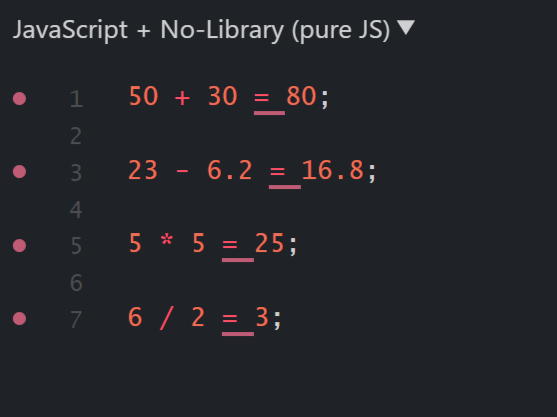 JavaScript + No-Library (pure JS) ▼
1 50 + 30 = 80;
2
3 23 - 6.2 = 16.8;
4
5 5 * 5 = 25;
6
7 6 / 2 = 3;